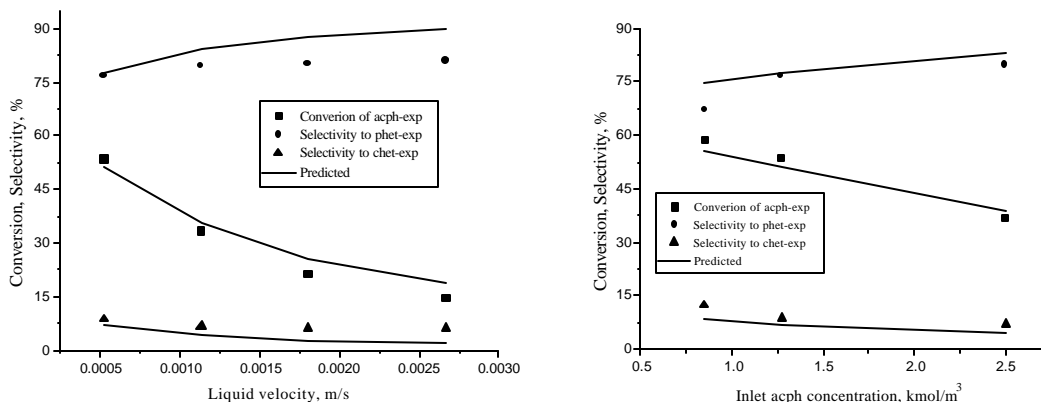 Conversion, Selectivity, %
90
75
60
45
30
15
0
Converion of acph-exp
Selectivity to phet-exp
Selectivity to chet-exp
Predicted
0.0005 0.0010 0.0015 0.0020 0.0025 0.0030
Liquid velocity, m/s
Conversion, Selectivity, %
90
75
60
45
30
15
0
Converion of acph-exp
Selectivity to phet-exp
Selectivity to chet-exp
Predicted
0.5 1.0 1.5 2.0 2.5
Inlet acph concentration, kmol/m³